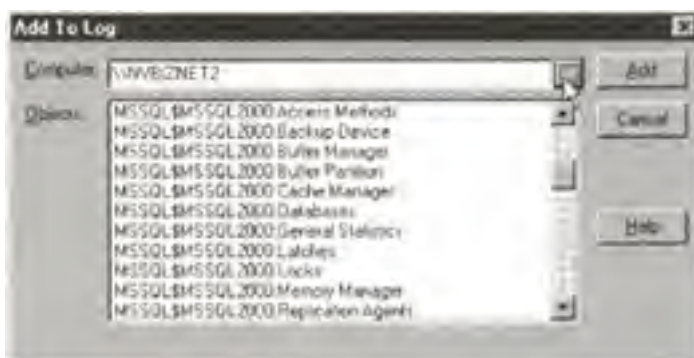 Add To Log
Computer: \\NVBIZNET2
Add
Objects:
MSSQL$MSSQL2000:Access Methods
Cancel
MSSQL$MSSQL2000:Backup Device
MSSQL$MSSQL2000:Buffer Manager
MSSQL$MSSQL2000:Buffer Partition
MSSQL$MSSQL2000:Cache Manager
MSSQL$MSSQL2000:Databases
MSSQL$MSSQL2000:General Statistics
Help
MSSQL$MSSQL2000:Latches
MSSQL$MSSQL2000:Locks
MSSQL$MSSQL2000:Memory Manager
MSSQL$MSSQL2000:Replication Agents